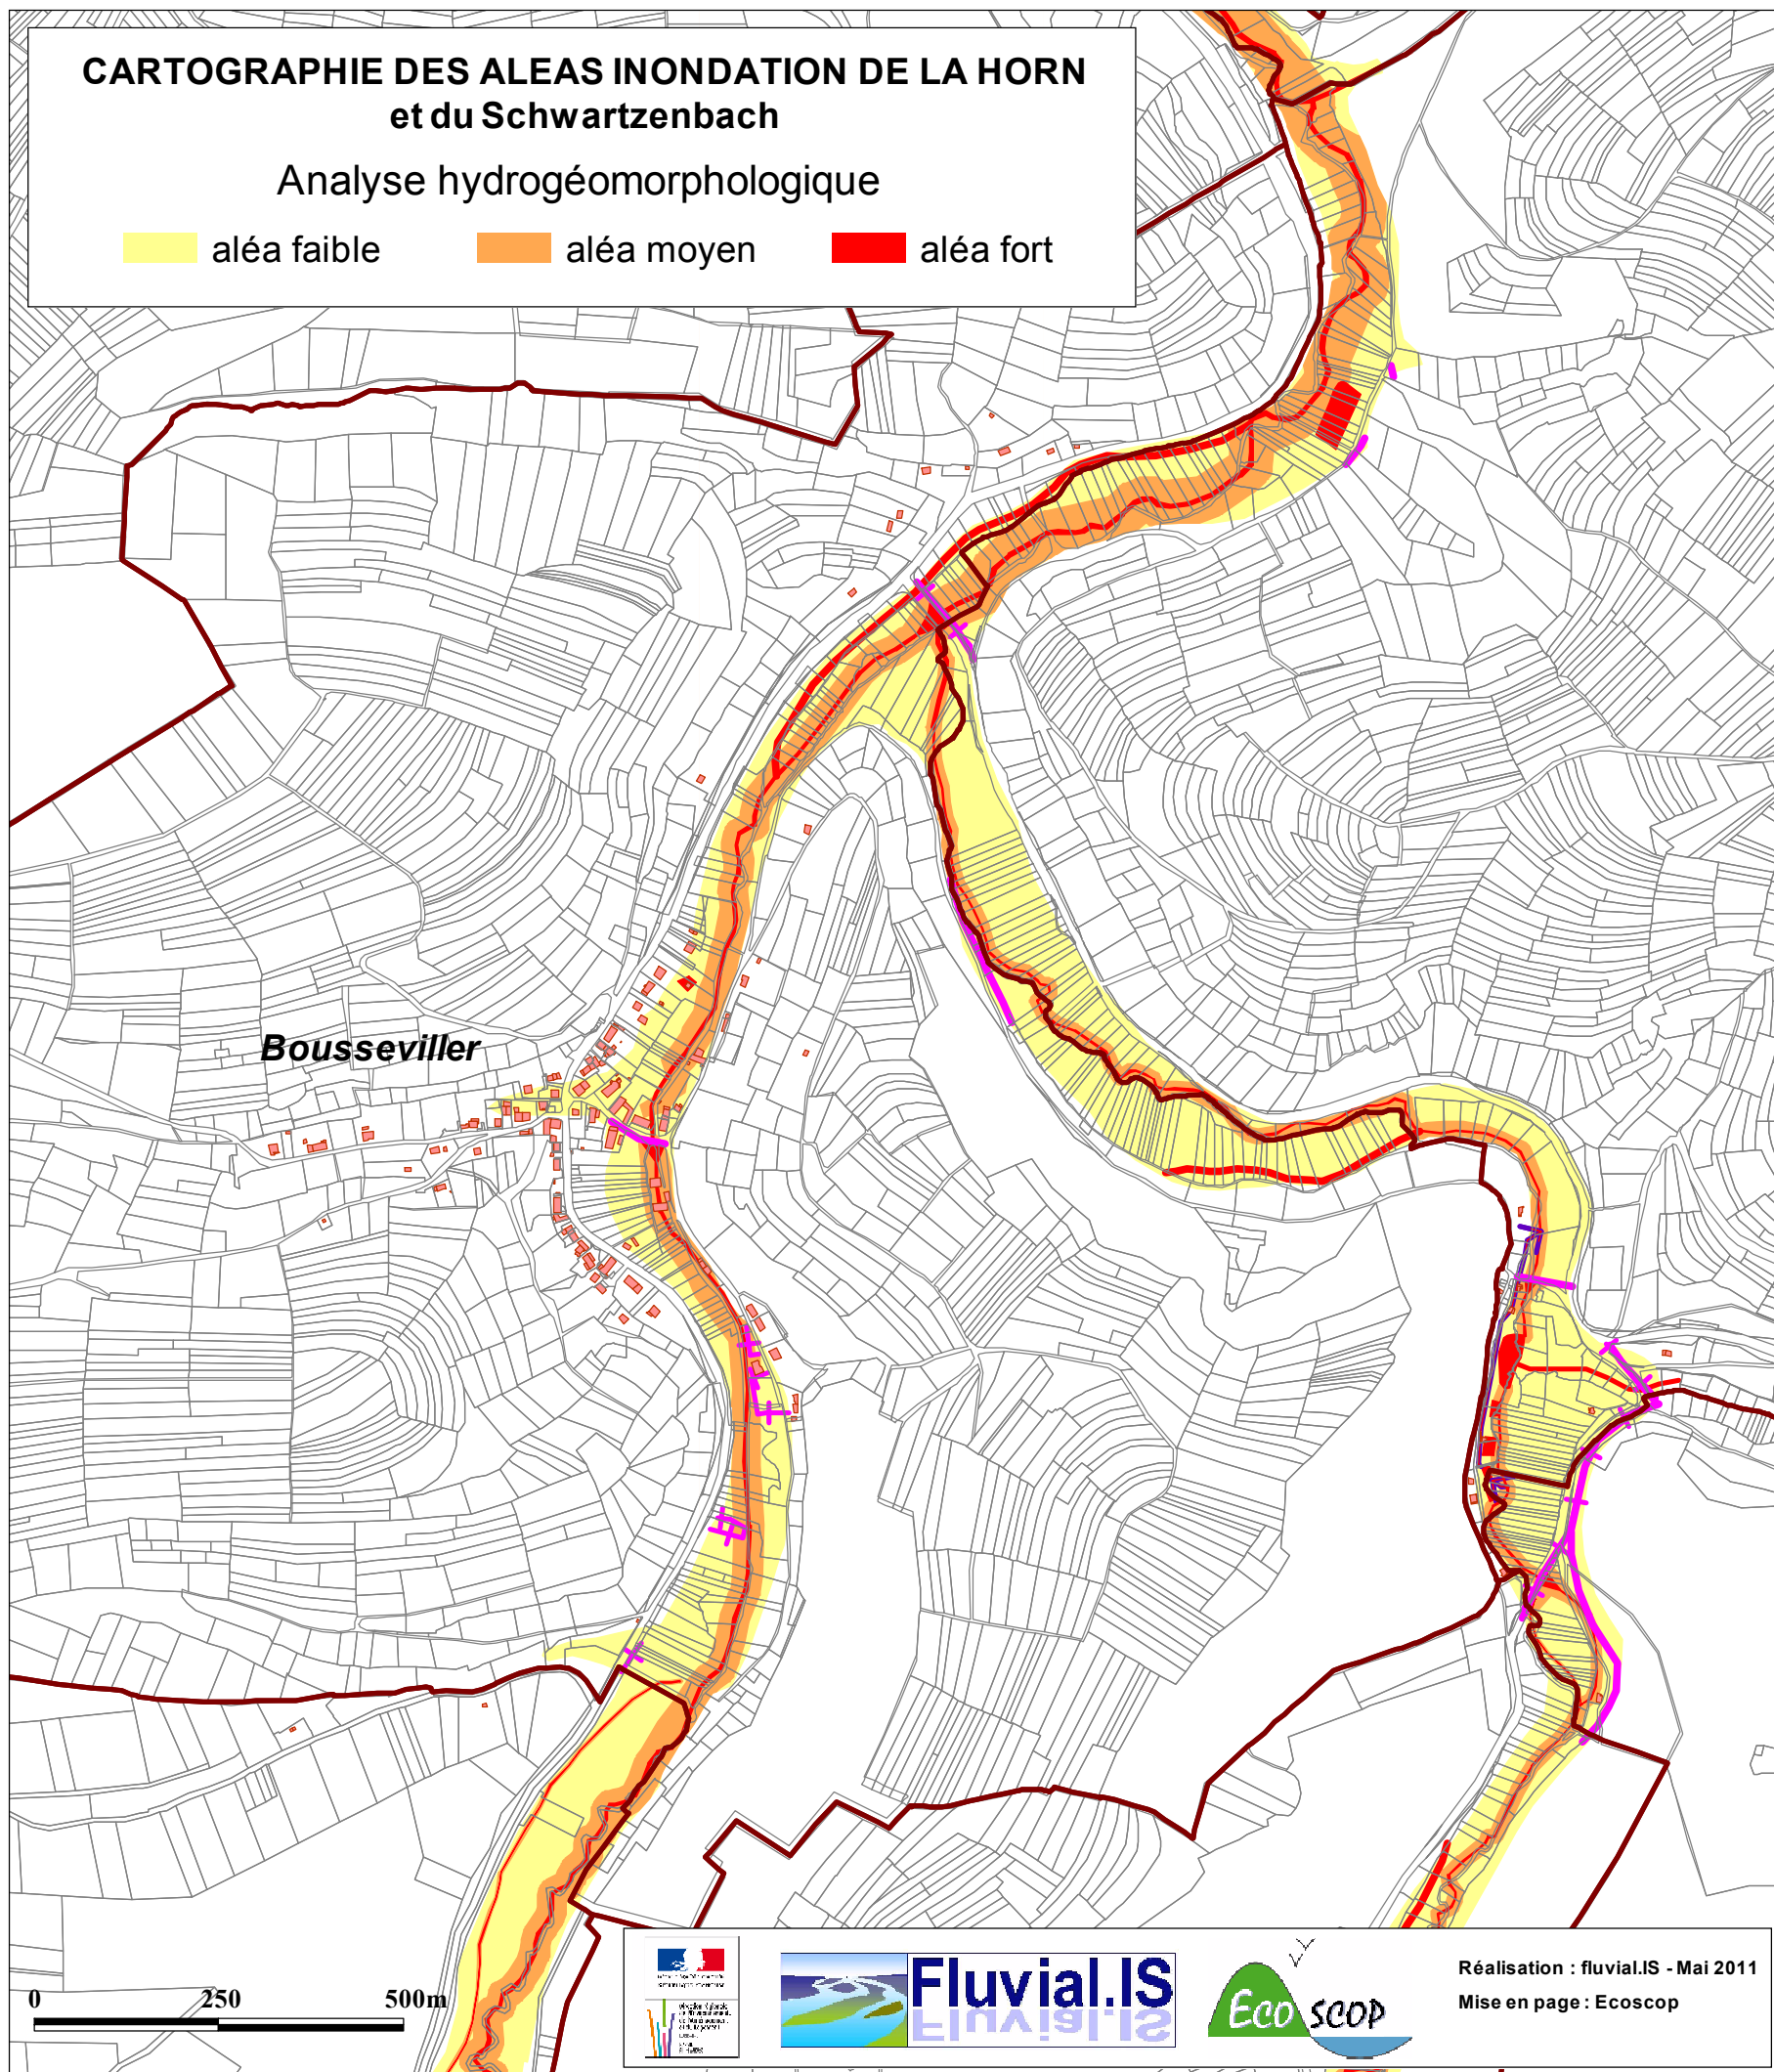 CARTOGRAPHIE DES ALEAS INONDATION DE LA HORN
et du Schwartzenbach
Analyse hydrogéomorphologique
aléa faible
aléa moyen
aléa fort
Bousseviller
0 250 500m
Fluvial.IS
Eco SCOP
Réalisation : fluvial.IS - Mai 2011
Mise en page : Ecoscop